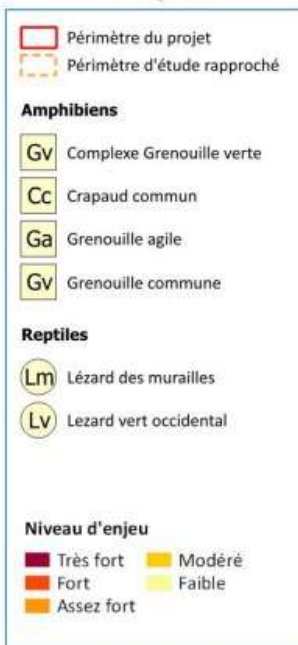 Périmètre du projet
Périmètre d'étude rapproché
Amphibiens
Gv Complexe Grenouille verte
Cc Crapaud commun
Ga Grenouille agile
Gv Grenouille commune
Reptiles
Lm Lézard des murailles
Lv Lezard vert occidental
Niveau d'enjeu
Très fort Modéré
Fort Faible
Assez fort